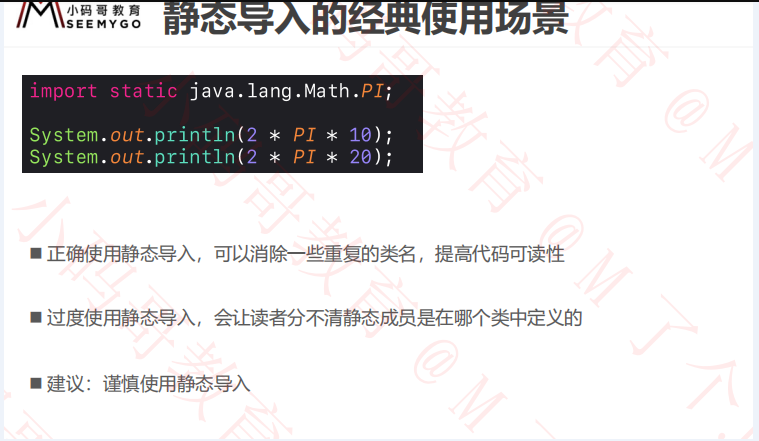 小码哥教育
SEEMYGO
静态导入的经典使用场景
import static java.lang.Math.PI;
System.out.println(2 * PI * 10);
System.out.println(2 * PI * 20);
■ 正确使用静态导入，可以消除一些重复的类名，提高代码可读性
■ 过度使用静态导入，会让读者分不清静态成员是在哪个类中定义的
■ 建议：谨慎使用静态导入
小码哥教育 @M
小码哥教育 @M 了个